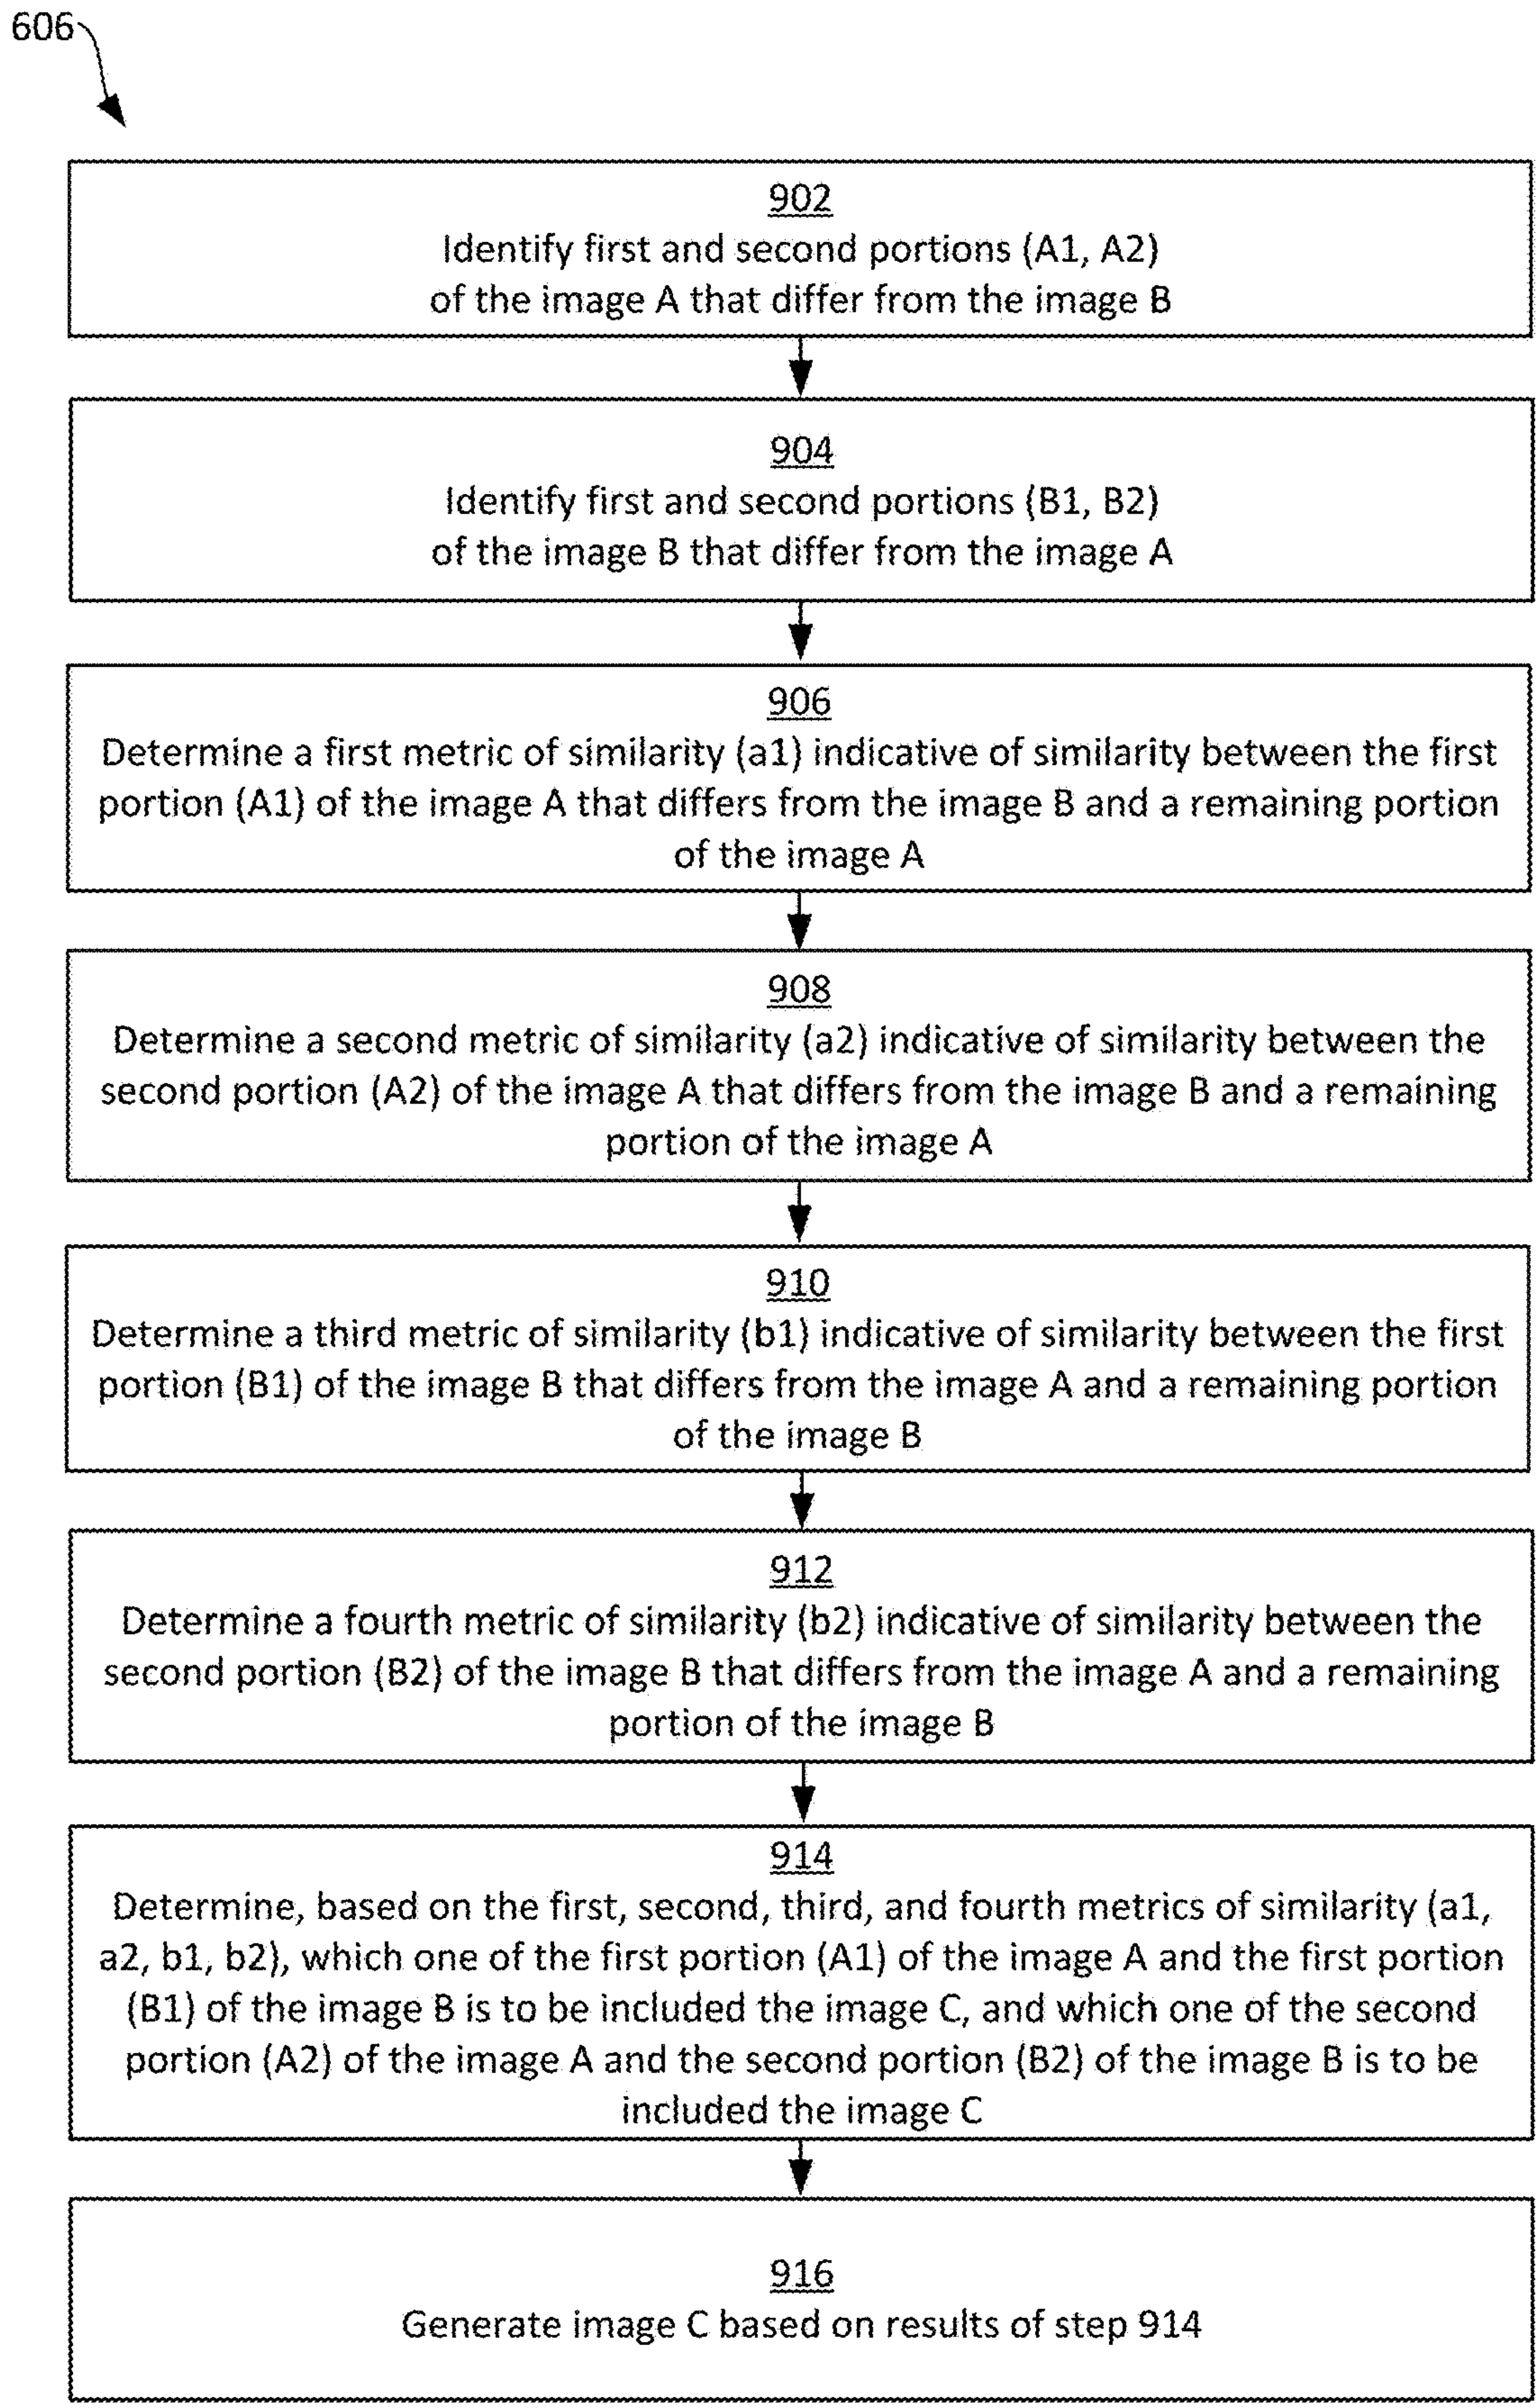 606
902
Identify first and second portions (A1, A2)
of the image A that differ from the image B
904
Identify first and second portions (B1, B2)
of the image B that differ from the image A
906
Determine a first metric of similarity (a1) indicative of similarity between the first
portion (A1) of the image A that differs from the image B and a remaining portion
of the image A
908
Determine a second metric of similarity (a2) indicative of similarity between the
second portion (A2) of the image A that differs from the image B and a remaining
portion of the image A
910
Determine a third metric of similarity (b1) indicative of similarity between the first
portion (B1) of the image B that differs from the image A and a remaining portion
of the image B
912
Determine a fourth metric of similarity (b2) indicative of similarity between the
second portion (B2) of the image B that differs from the image A and a remaining
portion of the image B
914
Determine, based on the first, second, third, and fourth metrics of similarity (a1,
a2, b1, b2), which one of the first portion (A1) of the image A and the first portion
(B1) of the image B is to be included the image C, and which one of the second
portion (A2) of the image A and the second portion (B2) of the image B is to be
included the image C
916
Generate image C based on results of step 914